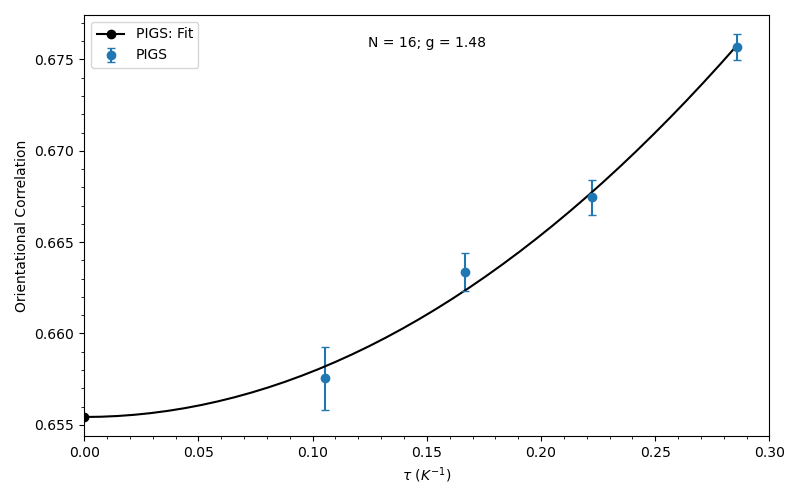 PIGS: Fit
PIGS
N = 16; g = 1.48
Orientational Correlation
0.675
0.670
0.665
0.660
0.655
0.00 0.05 0.10 0.15 0.20 0.25 0.30
τ (K⁻¹)